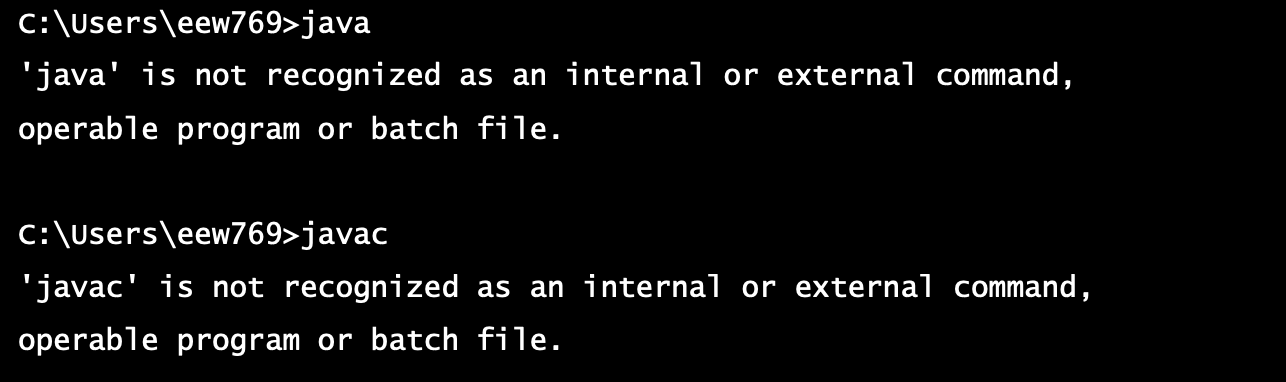 C:\Users\eew769>java
'java' is not recognized as an internal or external command,
operable program or batch file.
C:\Users\eew769>javac
'javac' is not recognized as an internal or external command,
operable program or batch file.